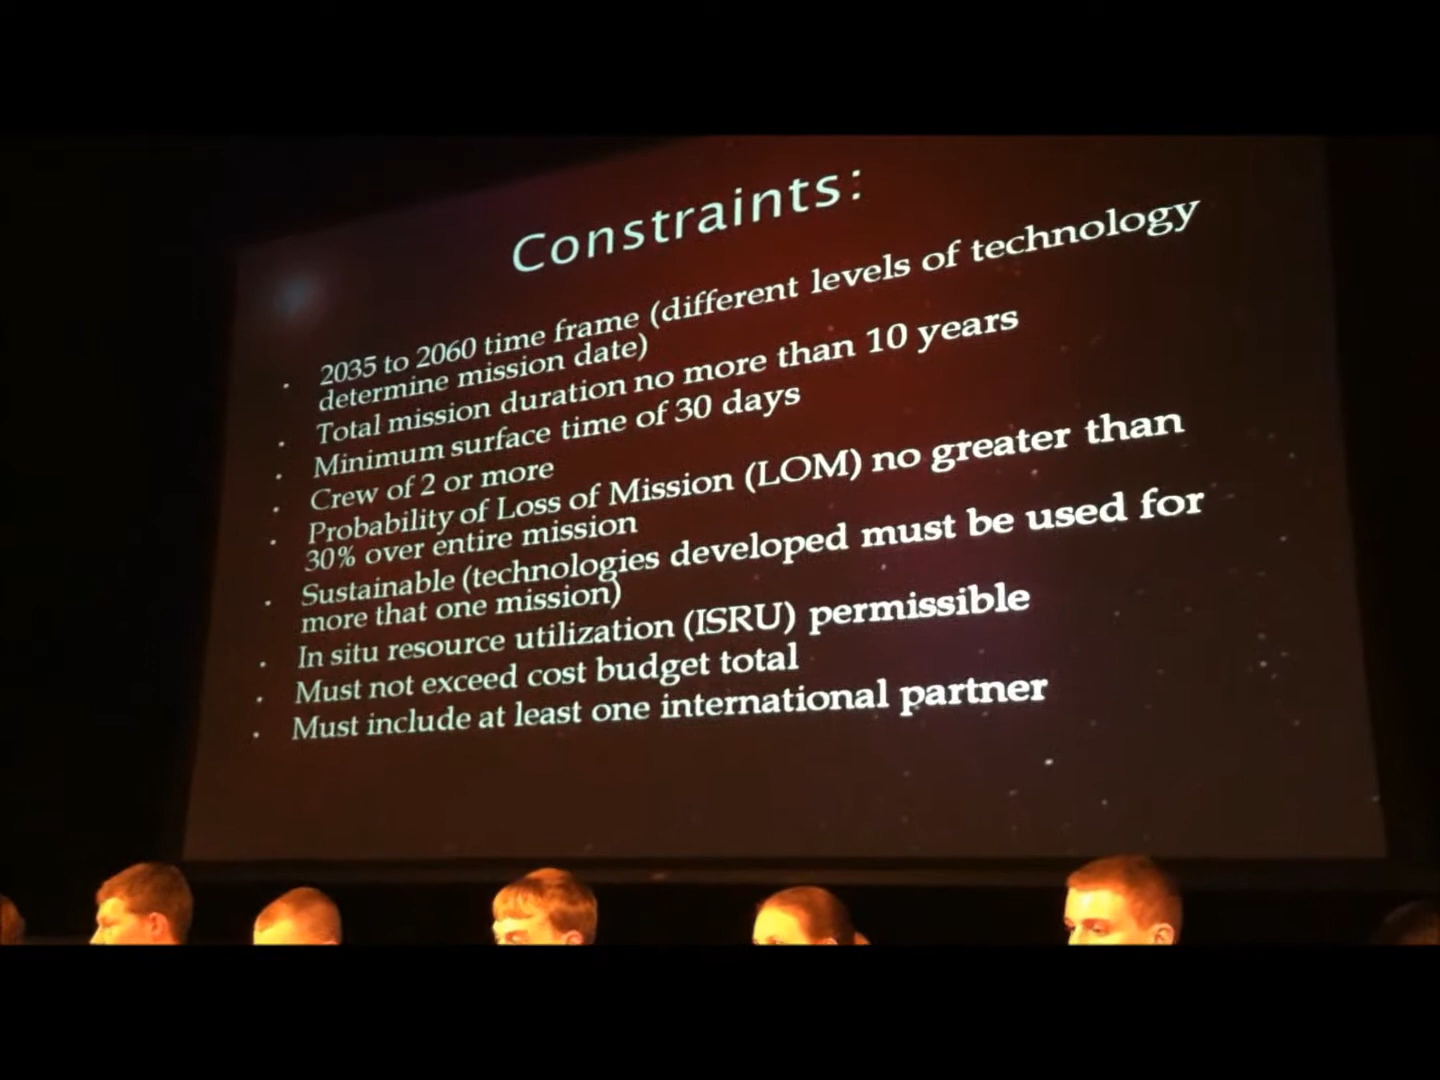 Constraints:
· 2035 to 2060 time frame (different levels of technology
determine mission date)
· Total mission duration no more than 10 years
· Minimum surface time of 30 days
· Crew of 2 or more
· Probability of Loss of Mission (LOM) no greater than
30% over entire mission
· Sustainable (technologies developed must be used for
more that one mission)
· In situ resource utilization (ISRU) permissible
· Must not exceed cost budget total
· Must include at least one international partner